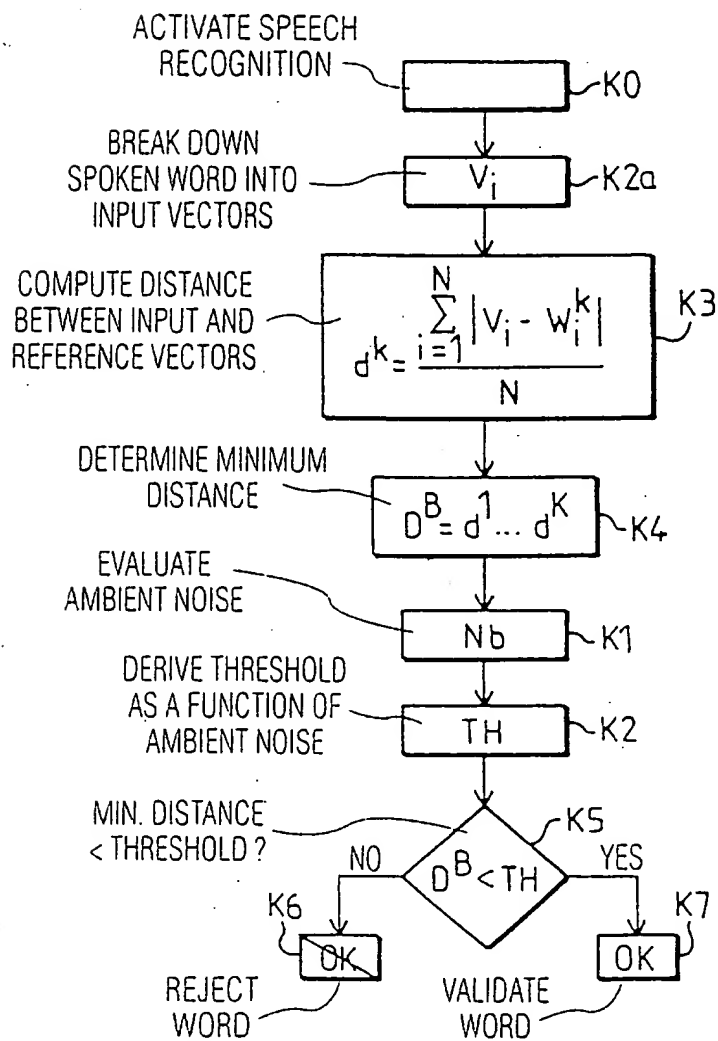 ACTIVATE SPEECH
RECOGNITION
K0
BREAK DOWN
SPOKEN WORD INTO
INPUT VECTORS
V_i
K2a
COMPUTE DISTANCE
BETWEEN INPUT AND
REFERENCE VECTORS
d^k = \frac{\sum_{i=1}^{N} |V_i - W_i^k|}{N}
K3
DETERMINE MINIMUM
DISTANCE
D^B = d^1 ... d^K
K4
EVALUATE
AMBIENT NOISE
Nb
K1
DERIVE THRESHOLD
AS A FUNCTION OF
AMBIENT NOISE
TH
K2
MIN. DISTANCE
< THRESHOLD ?
K5
D^B < TH
NO
YES
K6
OK
REJECT
WORD
K7
OK
VALIDATE
WORD